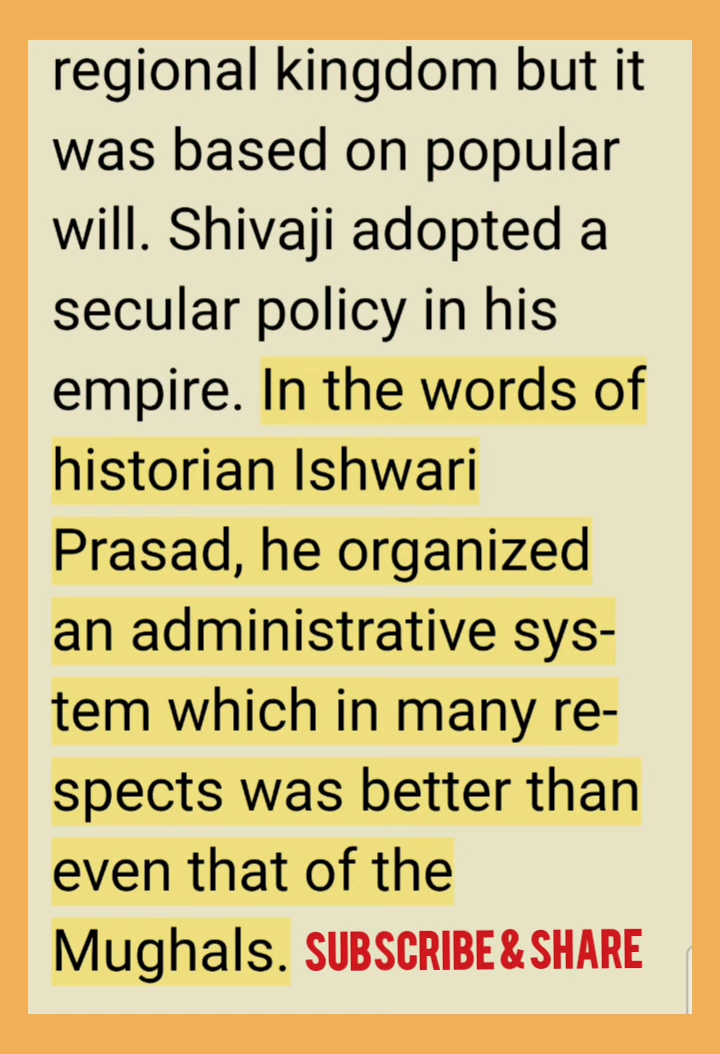 regional kingdom but it
was based on popular
will. Shivaji adopted a
secular policy in his
empire. In the words of
historian Ishwari
Prasad, he organized
an administrative sys-
tem which in many re-
spects was better than
even that of the
Mughals. SUBSCRIBE & SHARE